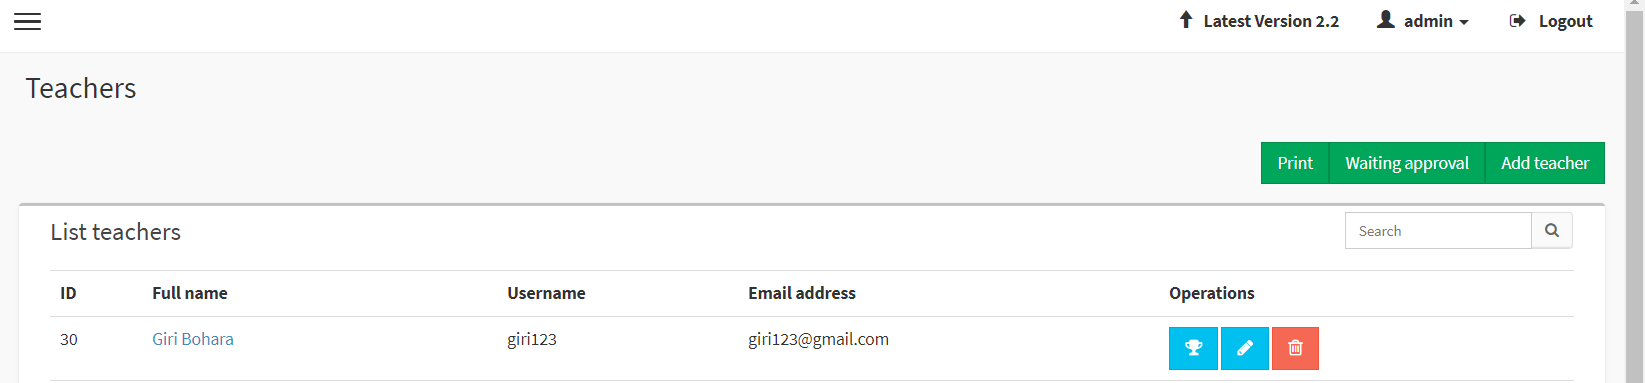 Latest Version 2.2 admin Logout
Teachers
Print Waiting approval Add teacher
List teachers Search
ID Full name Username Email address Operations
30 Giri Bohara giri123 giri123@gmail.com